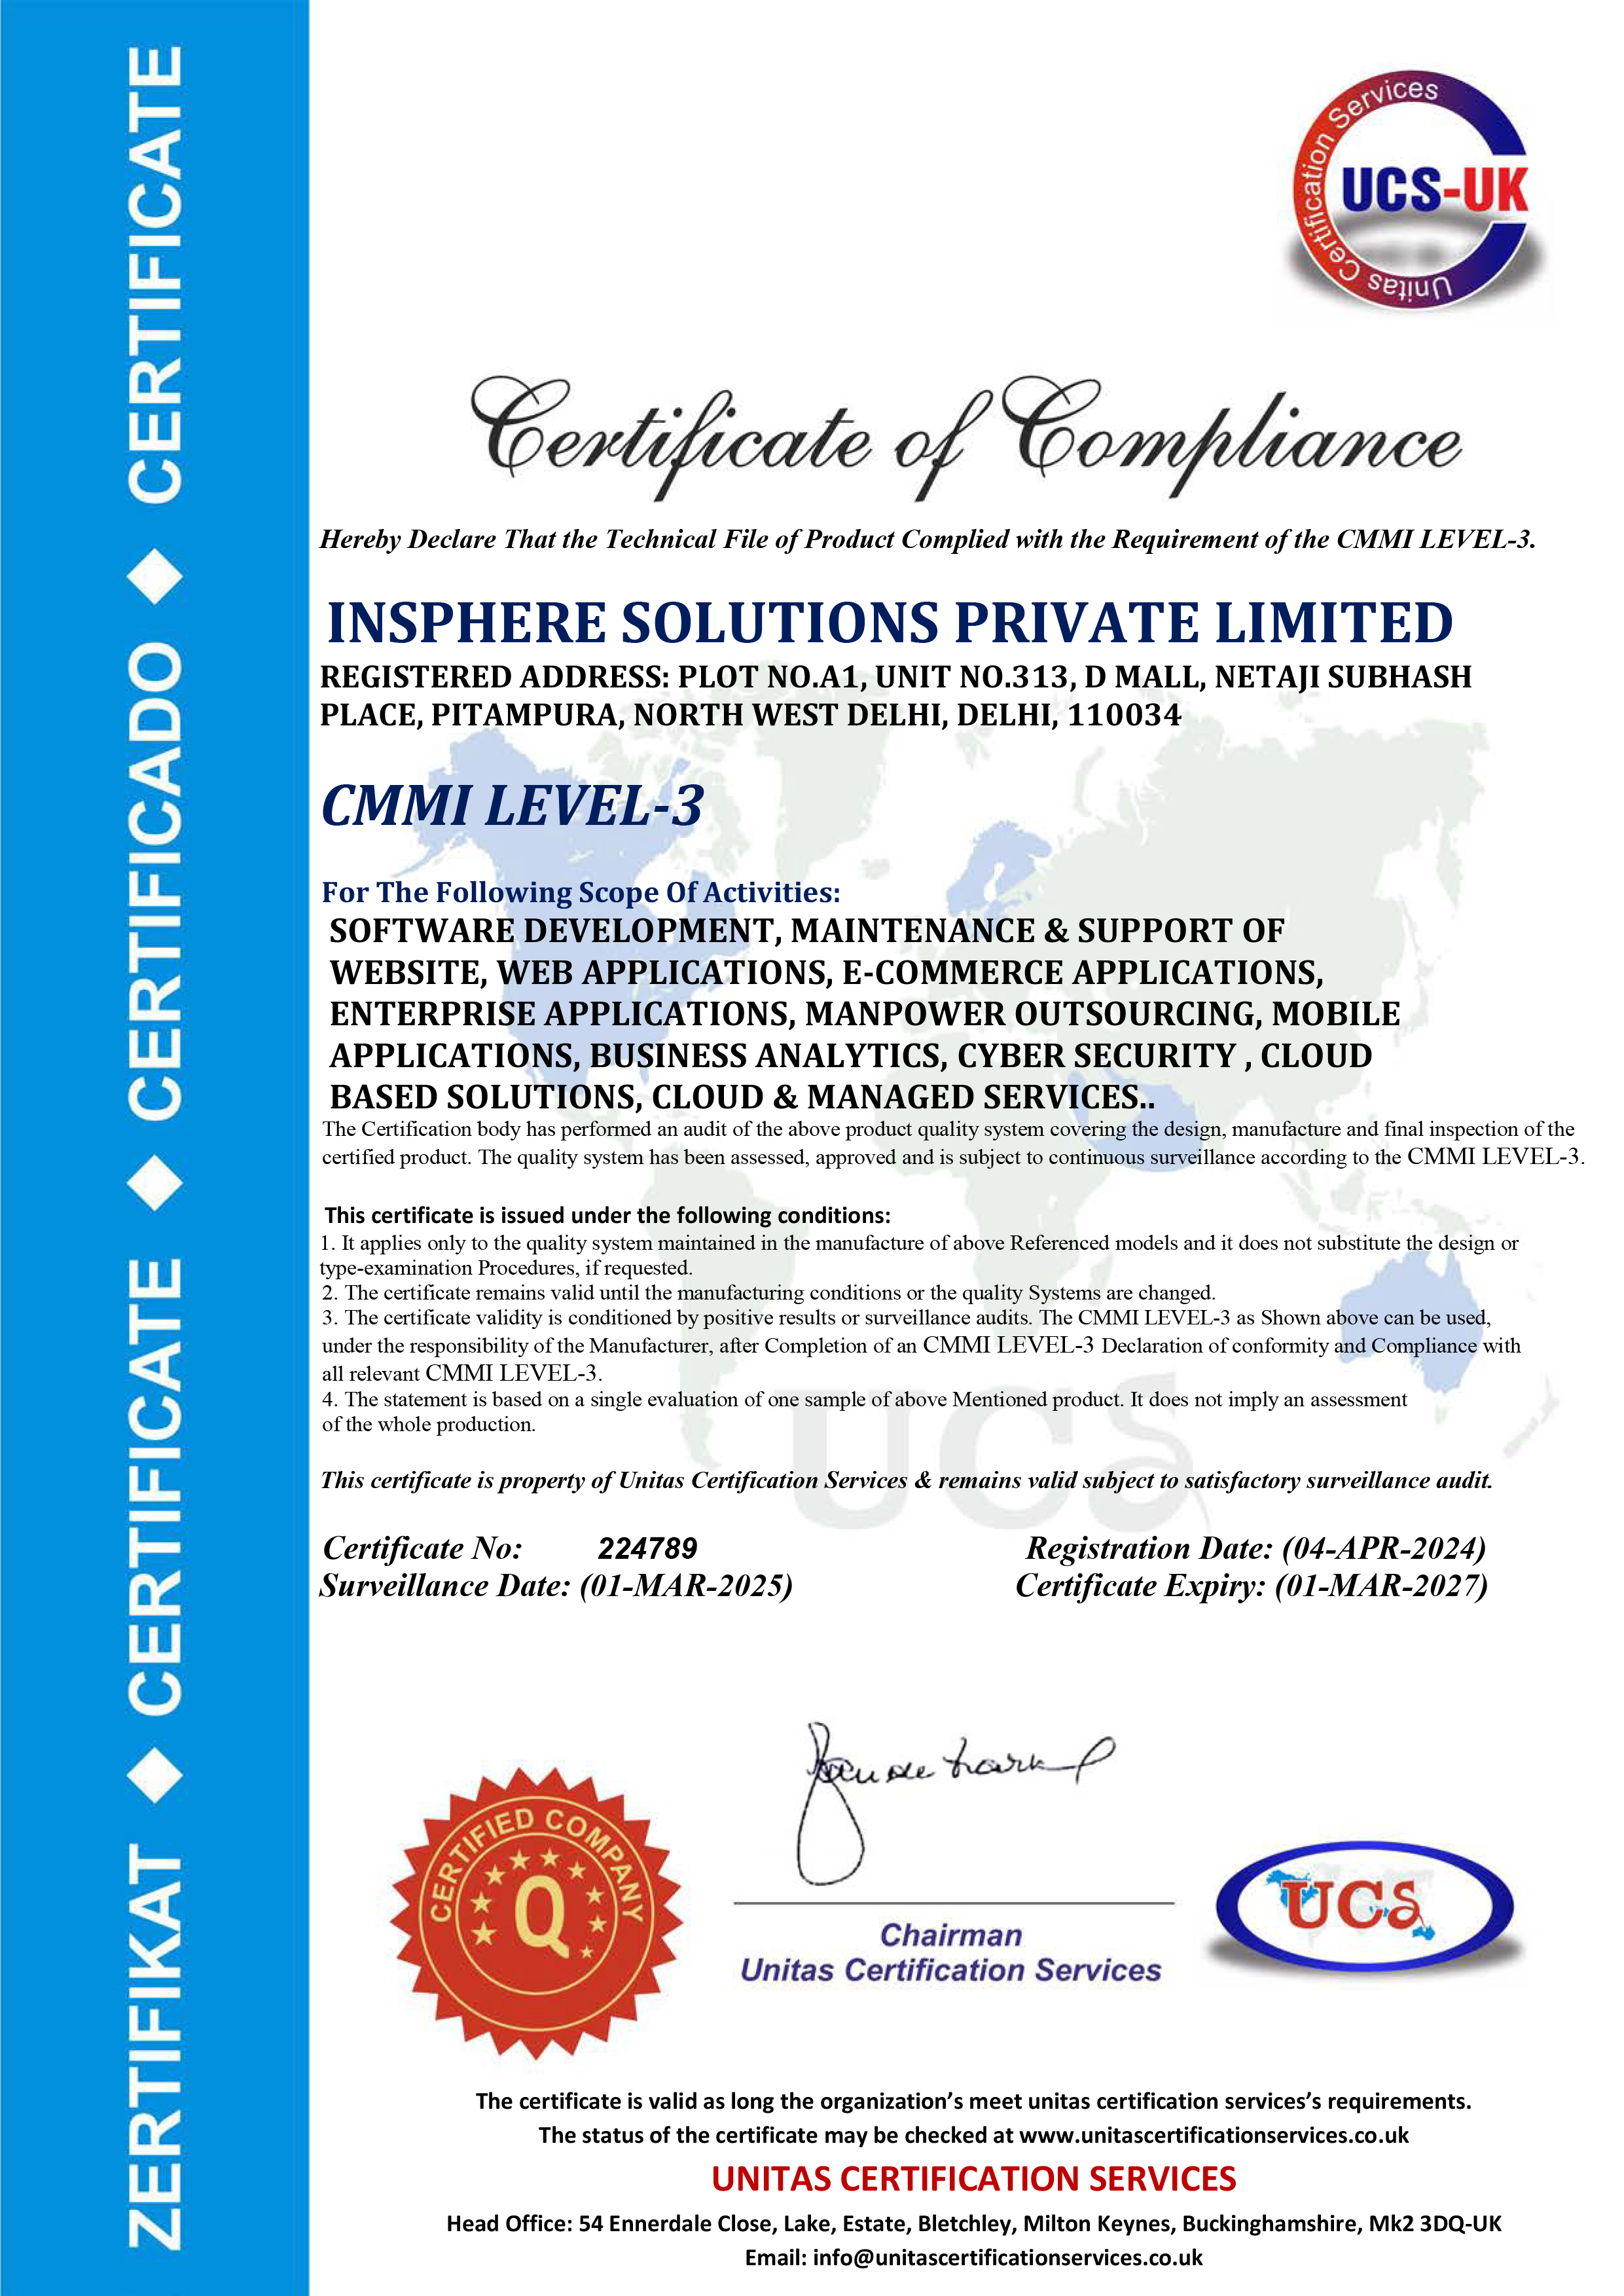 ZERTIFIKAT ◆ CERTIFICATE ◆ CERTIFICADO ◆ CERTIFICATE
Unitas Certification Services
UCS-UK
Certificate of Compliance
Hereby Declare That the Technical File of Product Complied with the Requirement of the CMMI LEVEL-3.
INSPHERE SOLUTIONS PRIVATE LIMITED
REGISTERED ADDRESS: PLOT NO.A1, UNIT NO.313, D MALL, NETAJI SUBHASH
PLACE, PITAMPURA, NORTH WEST DELHI, DELHI, 110034
CMMI LEVEL-3
For The Following Scope Of Activities:
SOFTWARE DEVELOPMENT, MAINTENANCE & SUPPORT OF
WEBSITE, WEB APPLICATIONS, E-COMMERCE APPLICATIONS,
ENTERPRISE APPLICATIONS, MANPOWER OUTSOURCING, MOBILE
APPLICATIONS, BUSINESS ANALYTICS, CYBER SECURITY , CLOUD
BASED SOLUTIONS, CLOUD & MANAGED SERVICES..
The Certification body has performed an audit of the above product quality system covering the design, manufacture and final inspection of the
certified product. The quality system has been assessed, approved and is subject to continuous surveillance according to the CMMI LEVEL-3.
This certificate is issued under the following conditions:
1. It applies only to the quality system maintained in the manufacture of above Referenced models and it does not substitute the design or
type-examination Procedures, if requested.
2. The certificate remains valid until the manufacturing conditions or the quality Systems are changed.
3. The certificate validity is conditioned by positive results or surveillance audits. The CMMI LEVEL-3 as Shown above can be used,
under the responsibility of the Manufacturer, after Completion of an CMMI LEVEL-3 Declaration of conformity and Compliance with
all relevant CMMI LEVEL-3.
4. The statement is based on a single evaluation of one sample of above Mentioned product. It does not imply an assessment
of the whole production.
UCS
This certificate is property of Unitas Certification Services & remains valid subject to satisfactory surveillance audit.
Certificate No: 224789 Registration Date: (04-APR-2024)
Surveillance Date: (01-MAR-2025) Certificate Expiry: (01-MAR-2027)
CERTIFIED COMPANY
Q
Chairman
Unitas Certification Services
UCS
The certificate is valid as long the organization's meet unitas certification services's requirements.
The status of the certificate may be checked at www.unitascertificationservices.co.uk
UNITAS CERTIFICATION SERVICES
Head Office: 54 Ennerdale Close, Lake, Estate, Bletchley, Milton Keynes, Buckinghamshire, Mk2 3DQ-UK
Email: info@unitascertificationservices.co.uk